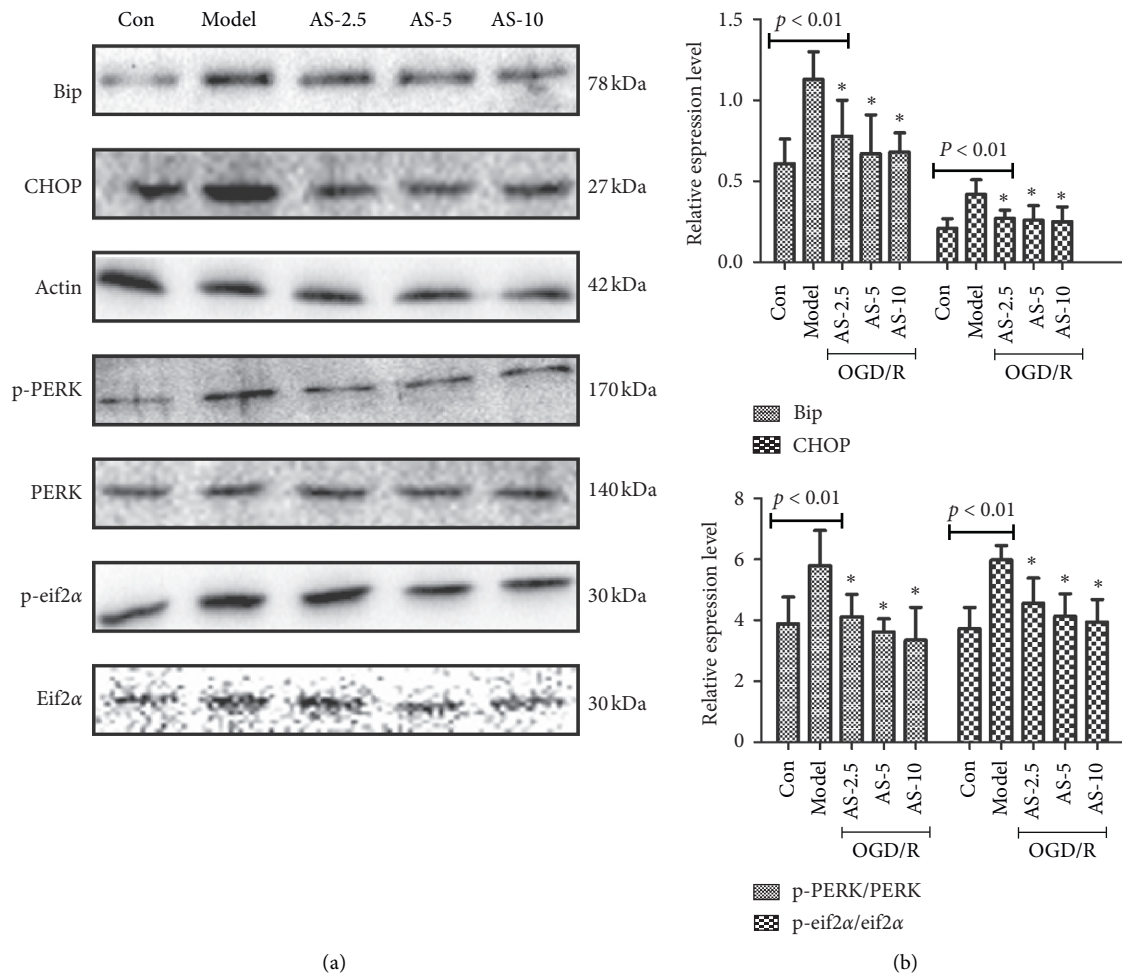 Con Model AS-2.5 AS-5 AS-10
Bip 78 kDa
CHOP 27 kDa
Actin 42 kDa
p-PERK 170 kDa
PERK 140 kDa
p-eif2α 30 kDa
Eif2α 30 kDa
(a)
Relative espression level
1.5
1.0
0.5
0.0
p < 0.01
* * *
P < 0.01
* * *
Con Model AS-2.5 AS-5 AS-10 Con Model AS-2.5 AS-5 AS-10
OGD/R OGD/R
Bip
CHOP
Relative espression level
8
6
4
2
0
p < 0.01
* * *
p < 0.01
* * *
Con Model AS-2.5 AS-5 AS-10 Con Model AS-2.5 AS-5 AS-10
OGD/R OGD/R
p-PERK/PERK
p-eif2α/eif2α
(b)